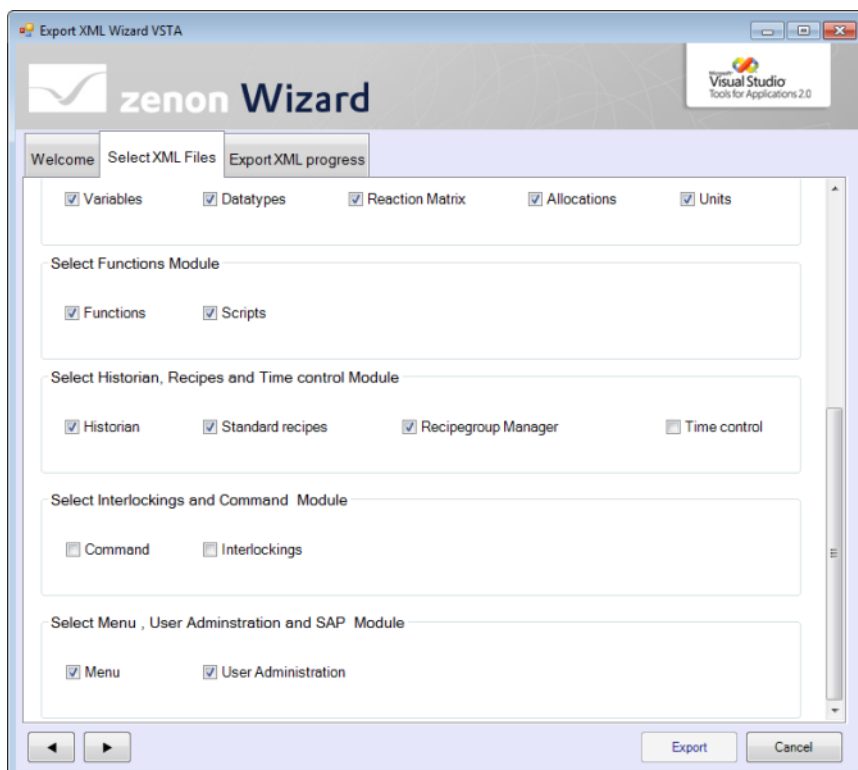 Export XML Wizard VSTA
zenon Wizard
Microsoft
Visual Studio
Tools for Applications 2.0
Welcome Select XML Files Export XML progress
Variables Datatypes Reaction Matrix Allocations Units
Select Functions Module
Functions Scripts
Select Historian, Recipes and Time control Module
Historian Standard recipes Recipegroup Manager Time control
Select Interlockings and Command Module
Command Interlockings
Select Menu , User Adminstration and SAP Module
Menu User Administration
Export Cancel